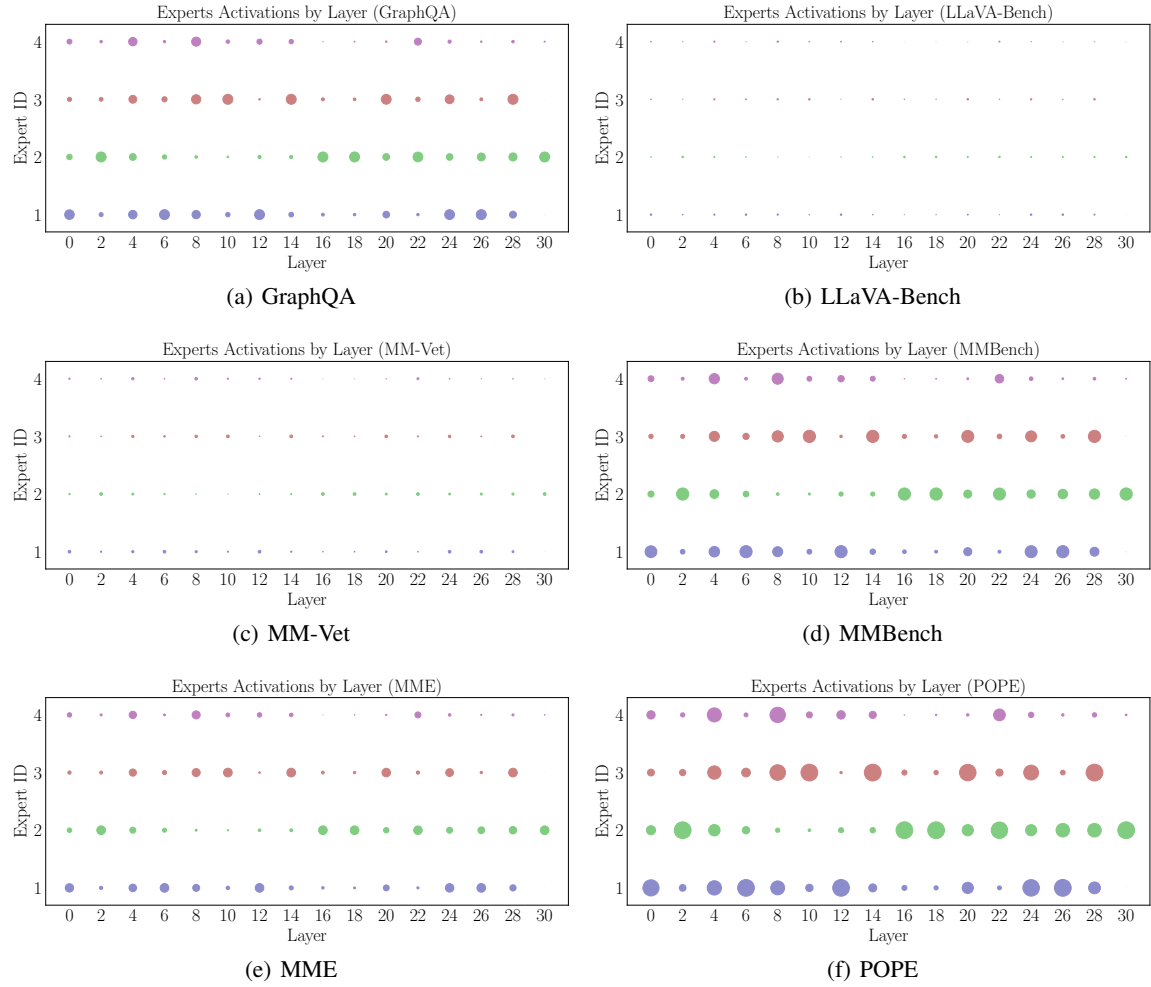 Experts Activations by Layer (GraphQA)
Expert ID
4
3
2
1
0 2 4 6 8 10 12 14 16 18 20 22 24 26 28 30
Layer
(a) GraphQA
Experts Activations by Layer (LLaVA-Bench)
Expert ID
4
3
2
1
0 2 4 6 8 10 12 14 16 18 20 22 24 26 28 30
Layer
(b) LLaVA-Bench
Experts Activations by Layer (MM-Vet)
Expert ID
4
3
2
1
0 2 4 6 8 10 12 14 16 18 20 22 24 26 28 30
Layer
(c) MM-Vet
Experts Activations by Layer (MMBench)
Expert ID
4
3
2
1
0 2 4 6 8 10 12 14 16 18 20 22 24 26 28 30
Layer
(d) MMBench
Experts Activations by Layer (MME)
Expert ID
4
3
2
1
0 2 4 6 8 10 12 14 16 18 20 22 24 26 28 30
Layer
(e) MME
Experts Activations by Layer (POPE)
Expert ID
4
3
2
1
0 2 4 6 8 10 12 14 16 18 20 22 24 26 28 30
Layer
(f) POPE